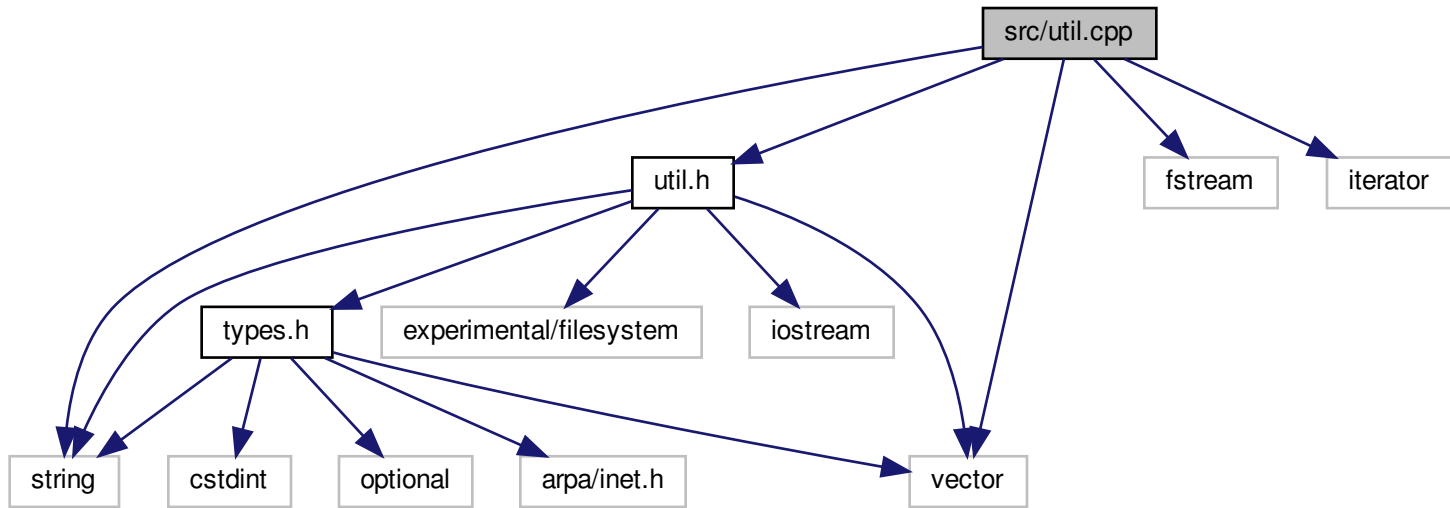 src/util.cpp
util.h
fstream
iterator
types.h
experimental/filesystem
iostream
string
cstdint
optional
arpa/inet.h
vector